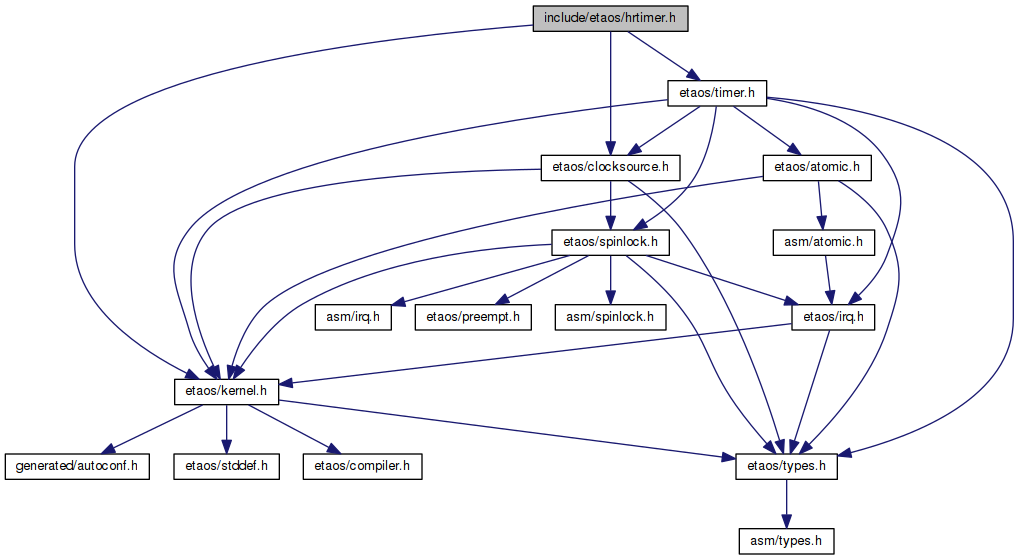 include/etaos/hrtimer.h
etaos/timer.h
etaos/clocksource.h
etaos/atomic.h
etaos/spinlock.h
asm/atomic.h
asm/irq.h
etaos/preempt.h
asm/spinlock.h
etaos/irq.h
etaos/kernel.h
generated/autoconf.h
etaos/stddef.h
etaos/compiler.h
etaos/types.h
asm/types.h